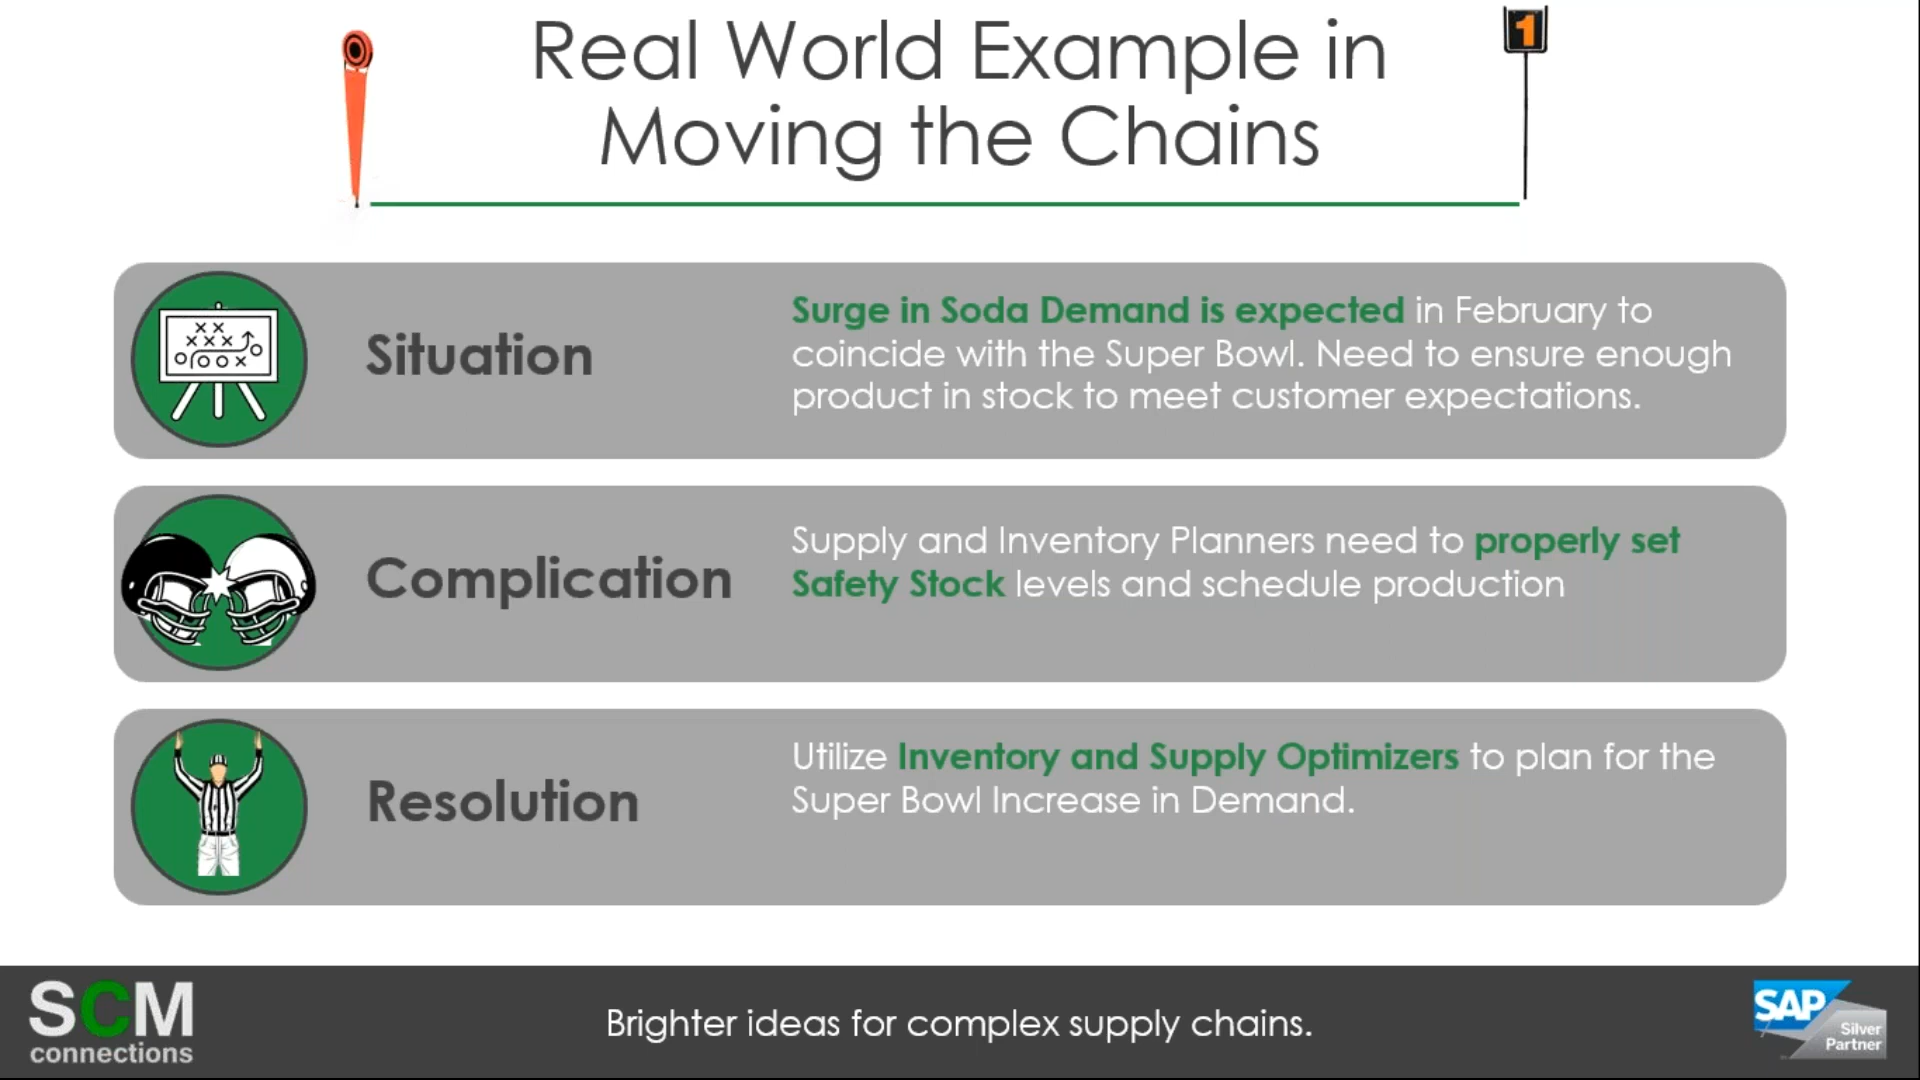 Real World Example in
Moving the Chains
1
Situation
Surge in Soda Demand is expected in February to
coincide with the Super Bowl. Need to ensure enough
product in stock to meet customer expectations.
Complication
Supply and Inventory Planners need to properly set
Safety Stock levels and schedule production
Resolution
Utilize Inventory and Supply Optimizers to plan for the
Super Bowl Increase in Demand.
SCM
connections
Brighter ideas for complex supply chains.
SAP
Silver
Partner